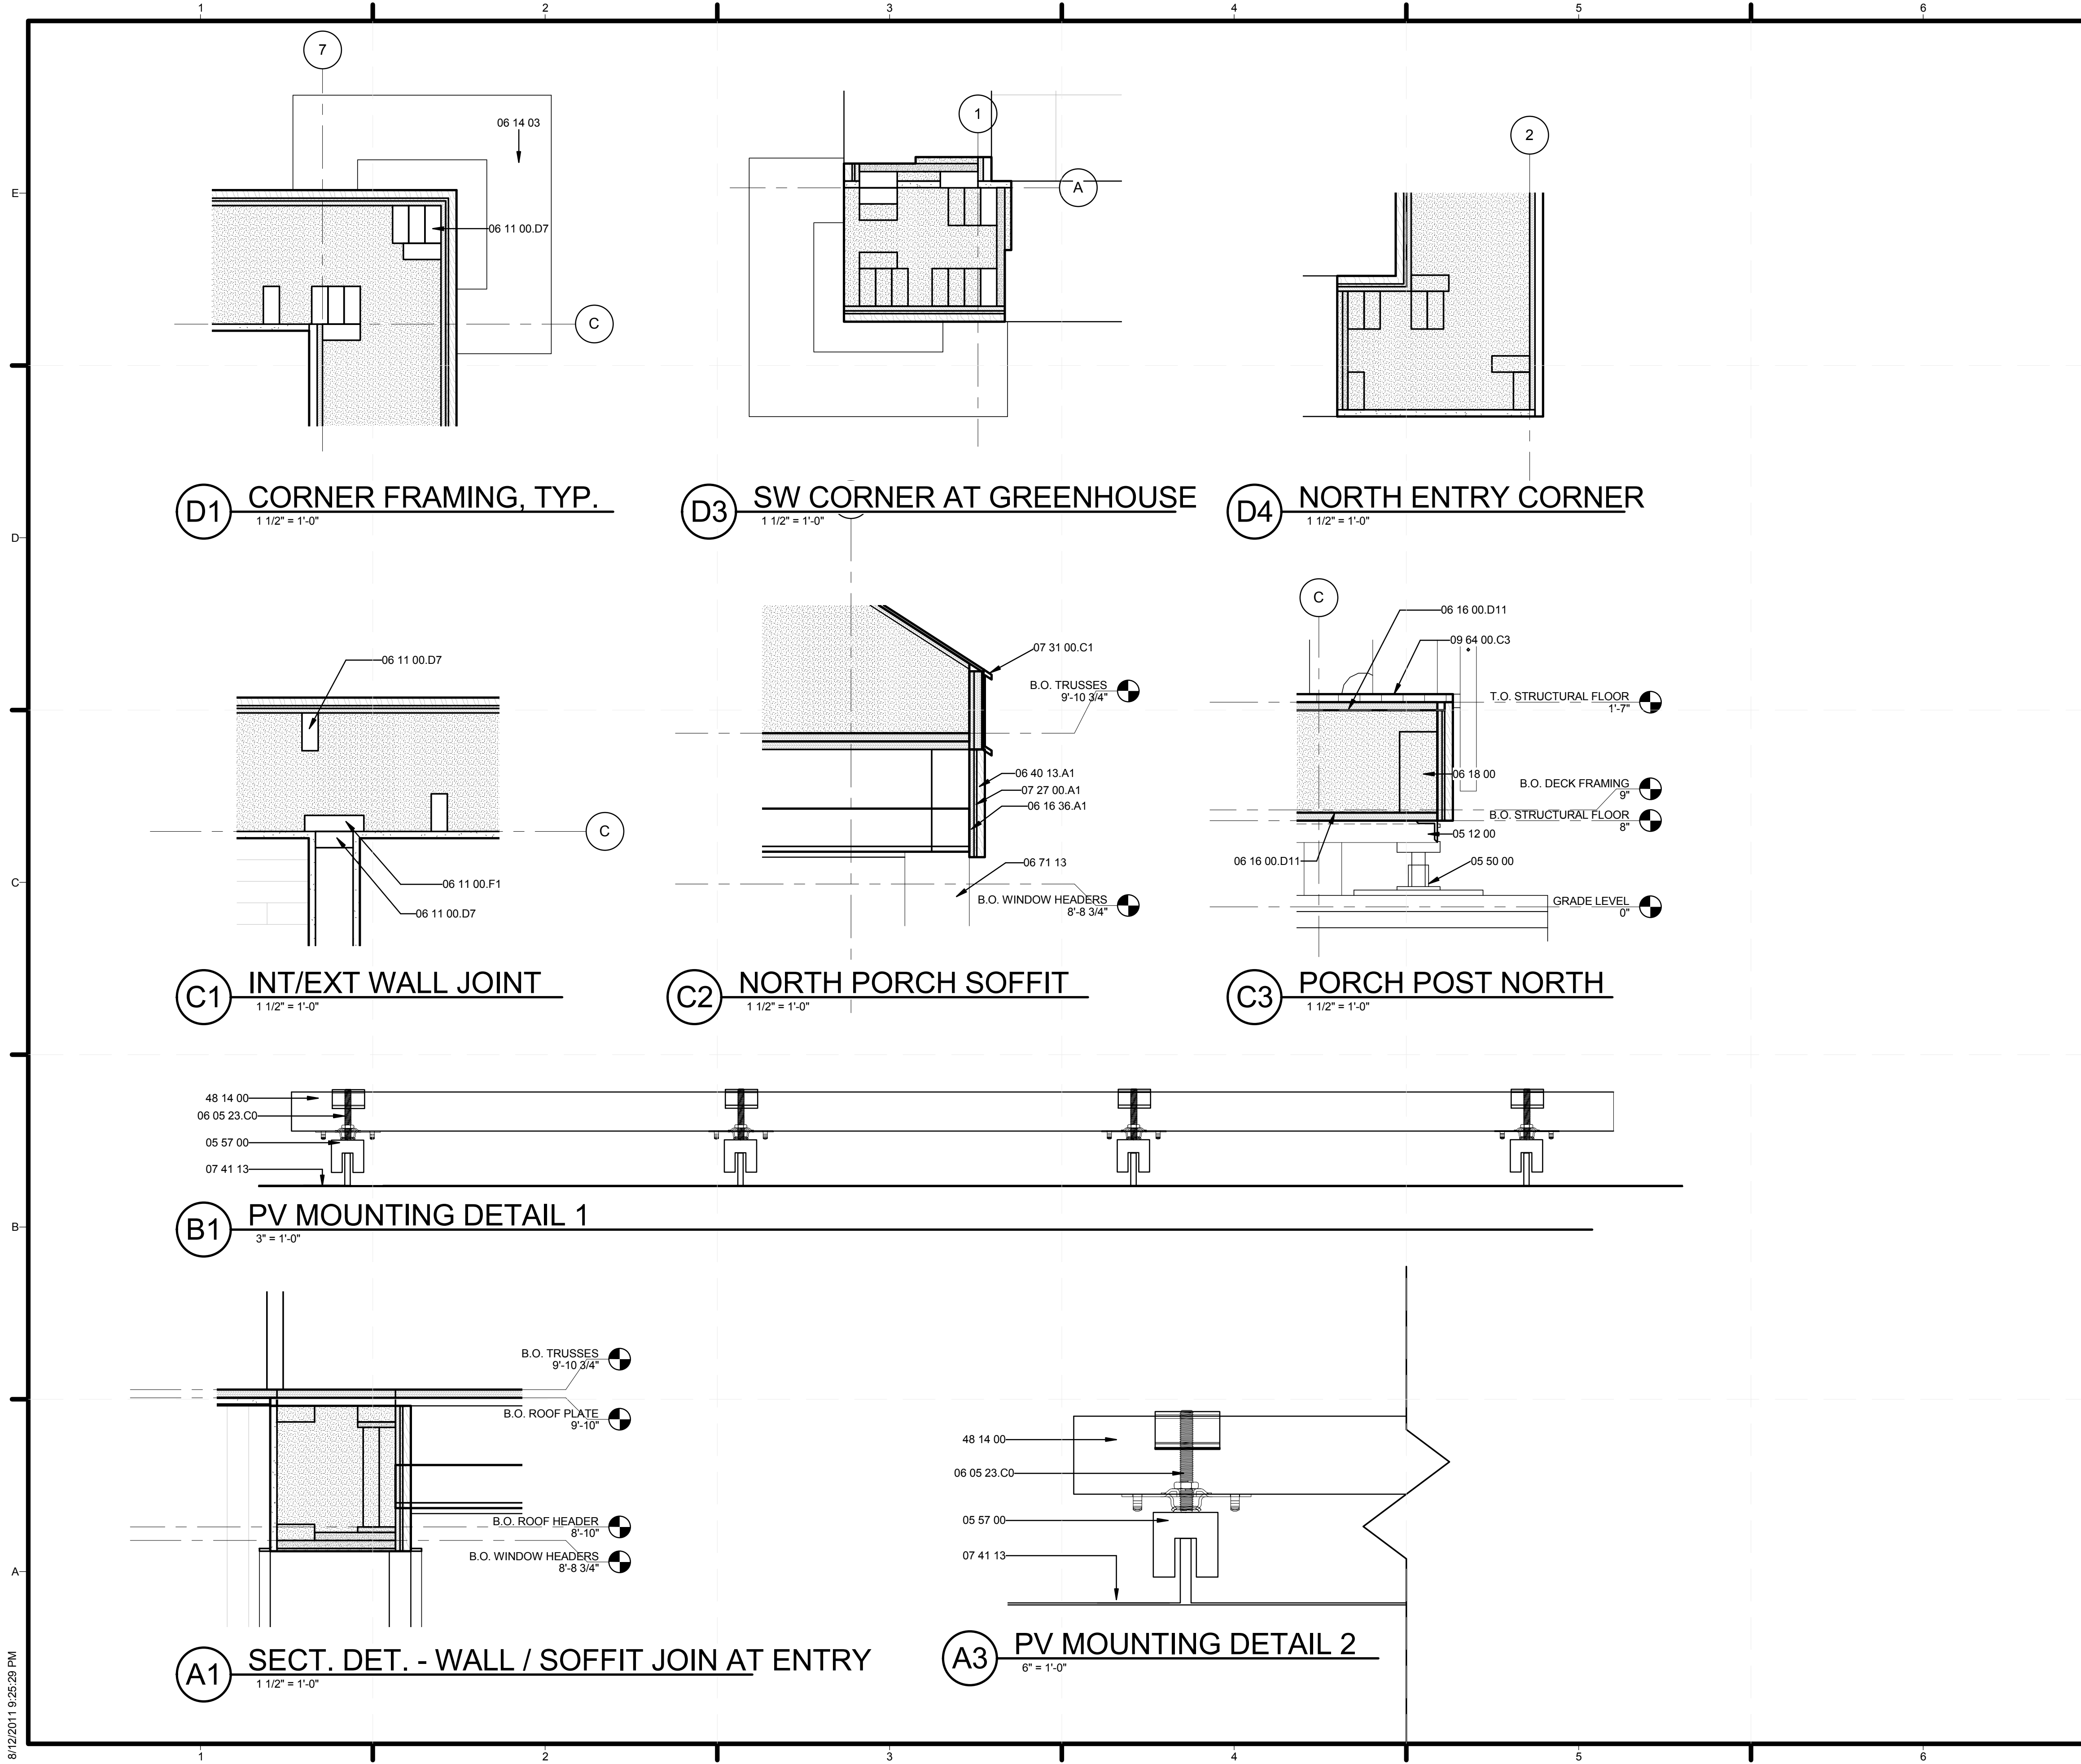 1 2 3 4 5 6
7
06 14 03
06 11 00.D7
C
E
D1 CORNER FRAMING, TYP.
1 1/2" = 1'-0"
1
A
D3 SW CORNER AT GREENHOUSE
1 1/2" = 1'-0"
2
D4 NORTH ENTRY CORNER
1 1/2" = 1'-0"
D
06 11 00.D7
C
06 11 00.F1
06 11 00.D7
C1 INT/EXT WALL JOINT
1 1/2" = 1'-0"
07 31 00.C1
B.O. TRUSSES
9'-10 3/4"
06 40 13.A1
07 27 00.A1
06 16 36.A1
06 71 13
B.O. WINDOW HEADERS
8'-8 3/4"
C2 NORTH PORCH SOFFIT
1 1/2" = 1'-0"
C
06 16 00.D11
09 64 00.C3
T.O. STRUCTURAL FLOOR
1'-7"
06 18 00
B.O. DECK FRAMING
9"
B.O. STRUCTURAL FLOOR
8"
05 12 00
06 16 00.D11
05 50 00
GRADE LEVEL
0"
C3 PORCH POST NORTH
1 1/2" = 1'-0"
C
48 14 00
06 05 23.C0
05 57 00
07 41 13
B1 PV MOUNTING DETAIL 1
3" = 1'-0"
B
B.O. TRUSSES
9'-10 3/4"
B.O. ROOF PLATE
9'-10"
B.O. ROOF HEADER
8'-10"
B.O. WINDOW HEADERS
8'-8 3/4"
A1 SECT. DET. - WALL / SOFFIT JOIN AT ENTRY
1 1/2" = 1'-0"
48 14 00
06 05 23.C0
05 57 00
07 41 13
A3 PV MOUNTING DETAIL 2
6" = 1'-0"
A
8/12/2011 9:25:29 PM
1 2 3 4 5 6